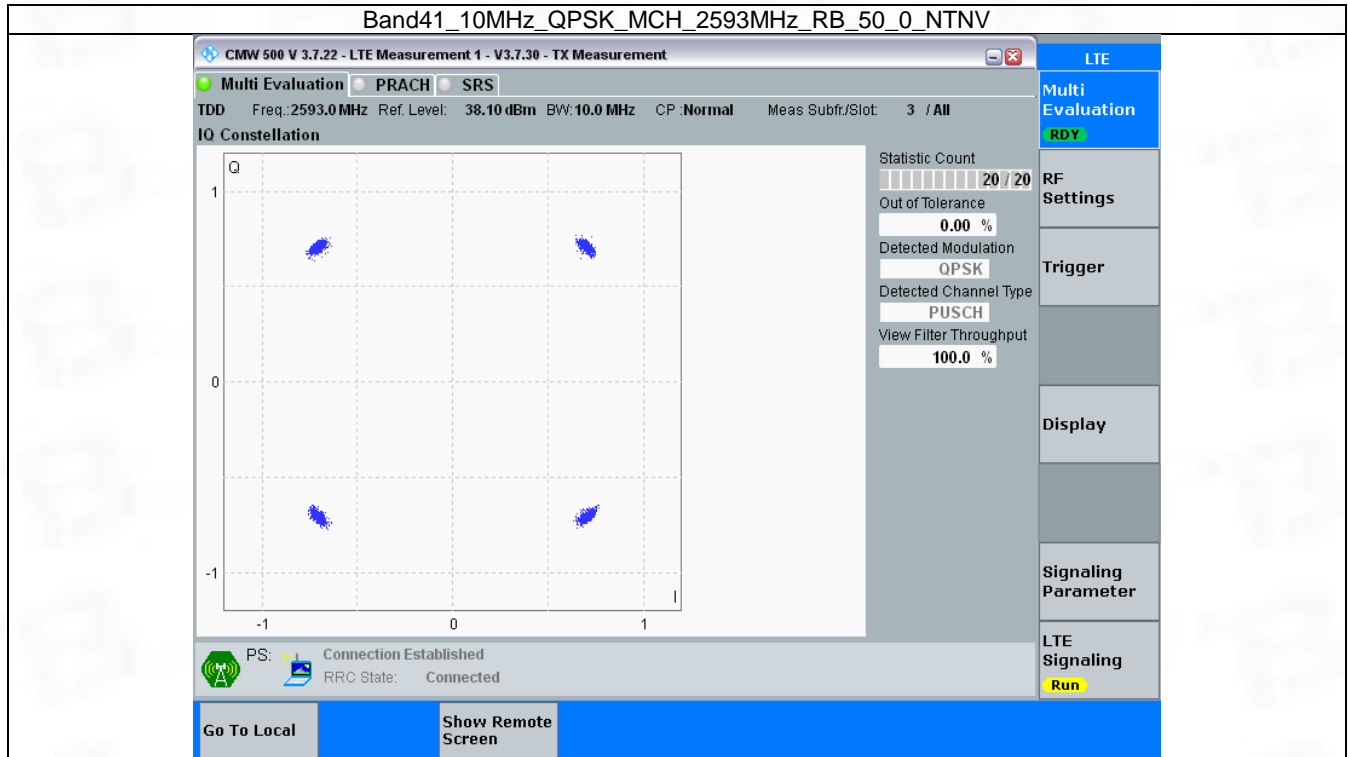 Band41_10MHz_QPSK_MCH_2593MHz_RB_50_0_NTNV
CMW 500 V 3.7.22 - LTE Measurement 1 - V3.7.30 - TX Measurement
LTE
Multi Evaluation PRACH SRS
TDD Freq.:2593.0 MHz Ref. Level: 38.10 dBm BW:10.0 MHz CP :Normal Meas Subfr./Slot: 3 / All
IQ Constellation
Q
1
0
-1
I
-1 0 1
Statistic Count
20 / 20
Out of Tolerance
0.00 %
Detected Modulation
QPSK
Detected Channel Type
PUSCH
View Filter Throughput
100.0 %
Multi
Evaluation
RDY
RF
Settings
Trigger
Display
Signaling
Parameter
LTE
Signaling
Run
PS: Connection Established
RRC State: Connected
Go To Local
Show Remote
Screen